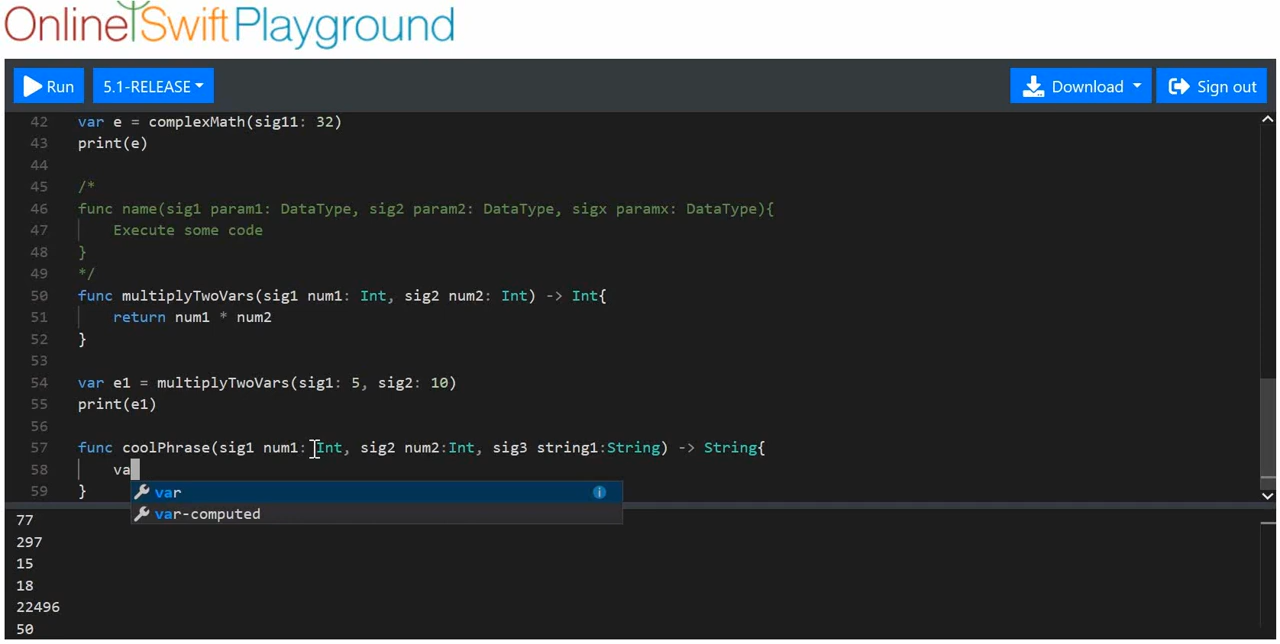 OnlineSwiftPlayground
Run 5.1-RELEASE Download Sign out
42 var e = complexMath(sig11: 32)
43 print(e)
44
45 /*
46 func name(sig1 param1: DataType, sig2 param2: DataType, sigx paramx: DataType){
47 Execute some code
48 }
49 */
50 func multiplyTwoVars(sig1 num1: Int, sig2 num2: Int) -> Int{
51 return num1 * num2
52 }
53
54 var e1 = multiplyTwoVars(sig1: 5, sig2: 10)
55 print(e1)
56
57 func coolPhrase(sig1 num1: Int, sig2 num2:Int, sig3 string1:String) -> String{
58 va
59 }
var
var-computed
77
297
15
18
22496
50